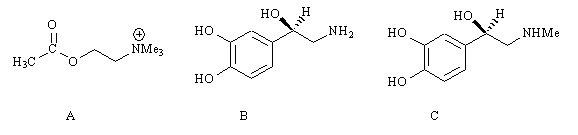 O HO H HO H
HO NH₂ HO NHMe
H₃C O NMe₃ ⊕
HO HO
A B C